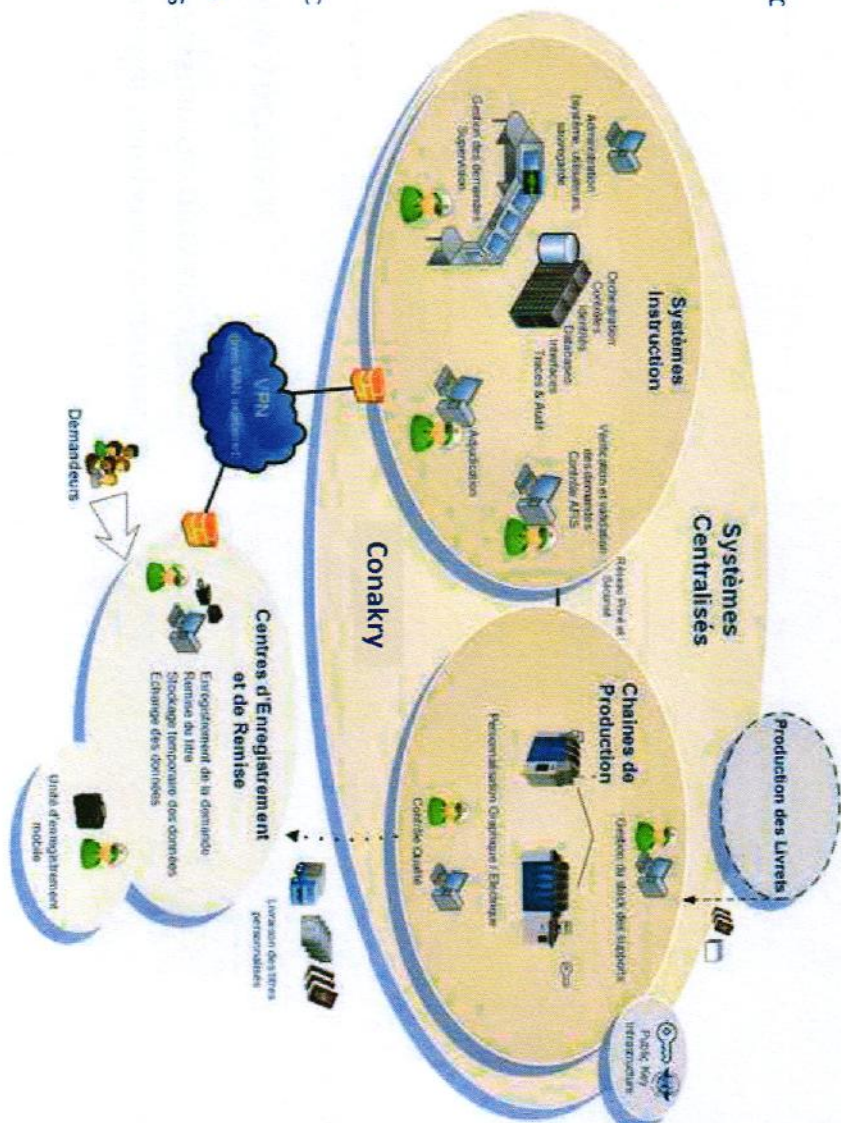 Systèmes
Centralisés
Systèmes
Instruction
Administration
(système, utilisateurs,
sauvegarde
Gestion des demandes
Supervision
Orchestration
Contrôles
Identités
Databases
Interfaces
Traces & Audit
Vérification et validation
des demandes
Contrôle AFIS
Adjudication
Réseau Privé et
Sécurisé
Conakry
Chaines de
Production
Gestion du stock des supports
Personnalisation Graphique / Electrique
Contrôle Qualité
Production des Livrets
Public Key
Infrastructure
VPN
Demandeurs
Centres d'Enregistrement
et de Remise
Enregistrement de la demande
Remise du titre
Stockage temporaire des données
Echange des données
Unité d'enregistrement
mobile
Livraison des titres
personnalisés